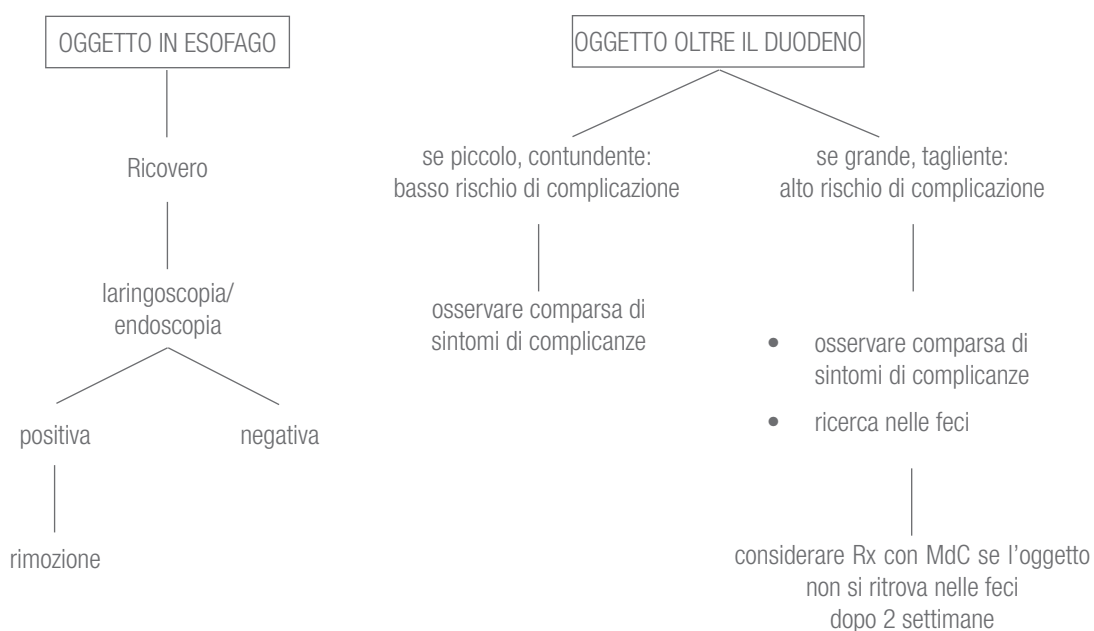 OGGETTO IN ESOFAGO
Ricovero
laringoscopia/
endoscopia
positiva
negativa
rimozione
OGGETTO OLTRE IL DUODENO
se piccolo, contundente:
basso rischio di complicazione
osservare comparsa di
sintomi di complicanze
se grande, tagliente:
alto rischio di complicazione
• osservare comparsa di
sintomi di complicanze
• ricerca nelle feci
considerare Rx con MdC se l'oggetto
non si ritrova nelle feci
dopo 2 settimane